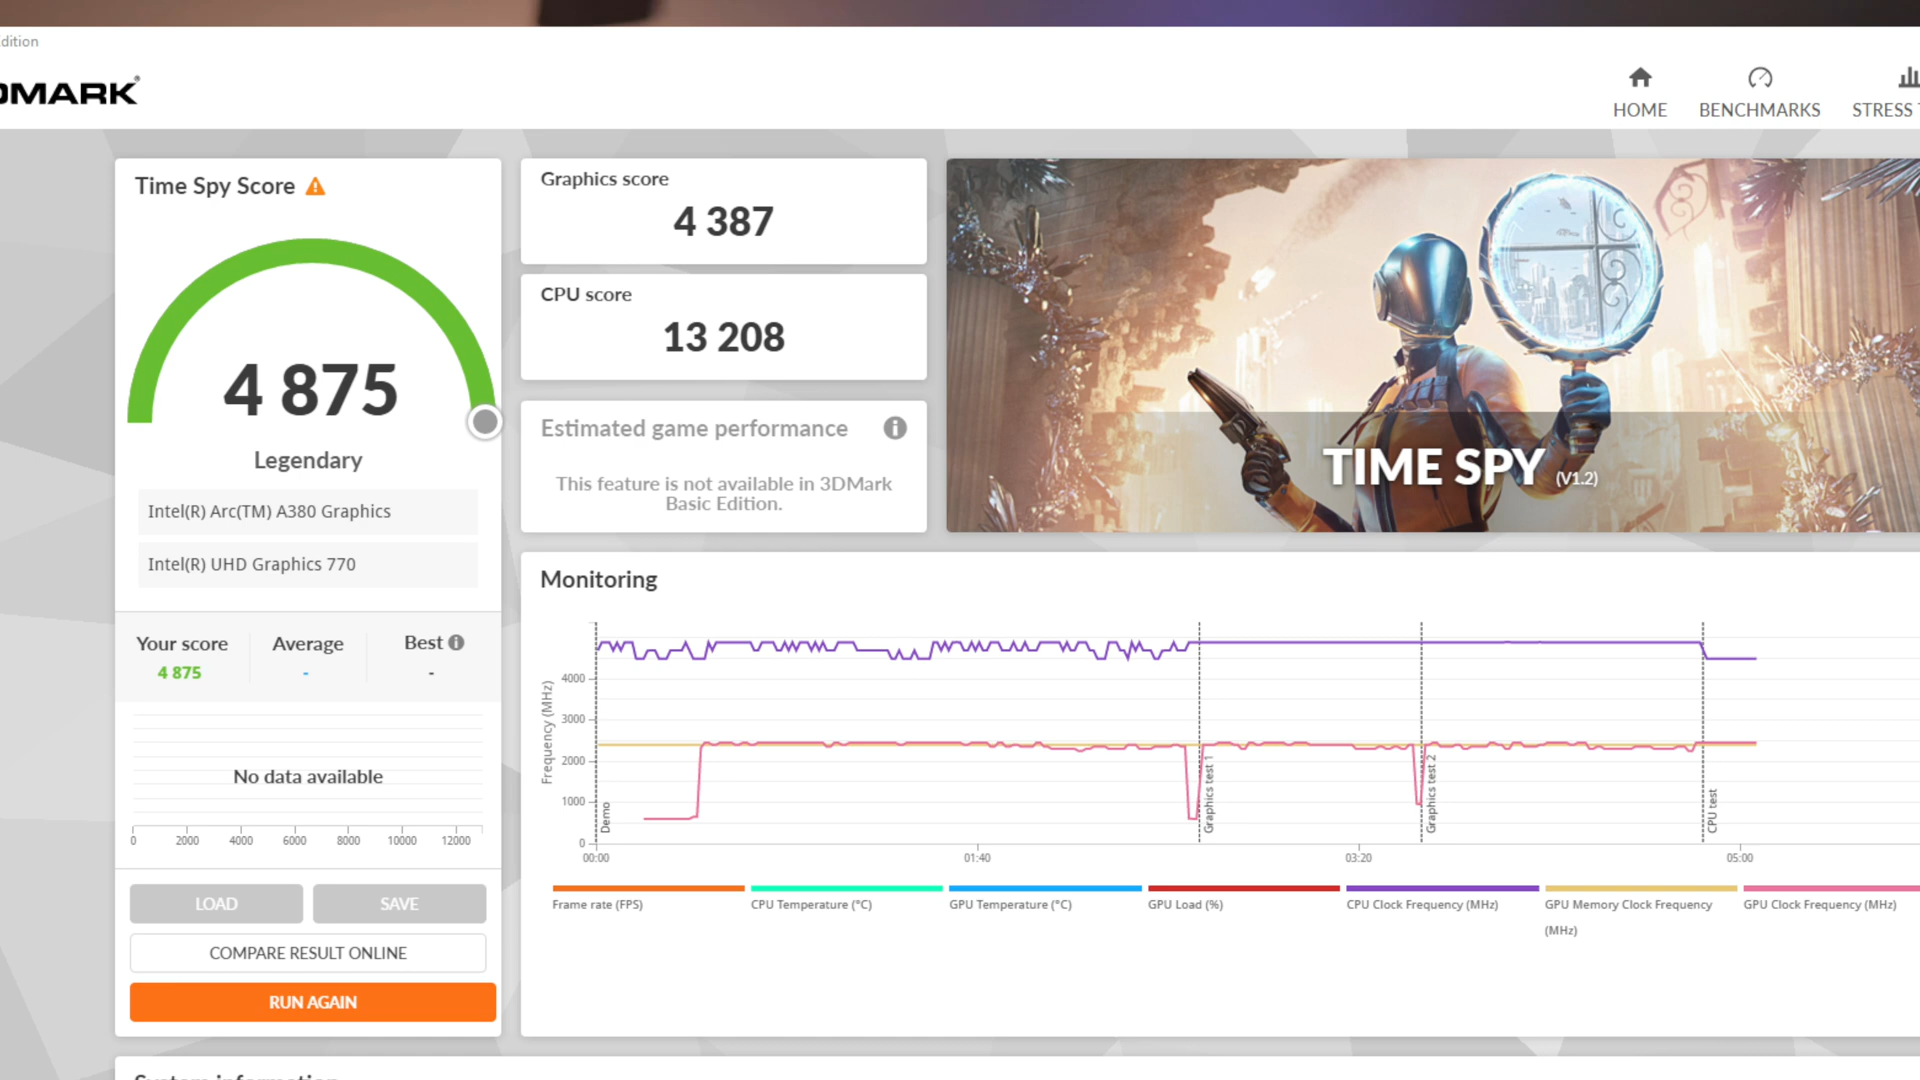 dition
DMARK
HOME
BENCHMARKS
STRESS
Time Spy Score
4 875
Legendary
Intel(R) Arc(TM) A380 Graphics
Intel(R) UHD Graphics 770
Your score
Average
Best
4 875
-
-
No data available
0 2000 4000 6000 8000 10000 12000
LOAD
SAVE
COMPARE RESULT ONLINE
RUN AGAIN
Graphics score
4 387
CPU score
13 208
Estimated game performance
This feature is not available in 3DMark
Basic Edition.
TIME SPY (V1.2)
Monitoring
Frequency (MHz)
4000
3000
2000
1000
0
Demo
Graphics test 1
Graphics test 2
CPU test
00:00 01:40 03:20 05:00
Frame rate (FPS)
CPU Temperature (°C)
GPU Temperature (°C)
GPU Load (%)
CPU Clock Frequency (MHz)
GPU Memory Clock Frequency
(MHz)
GPU Clock Frequency (MHz)
System information